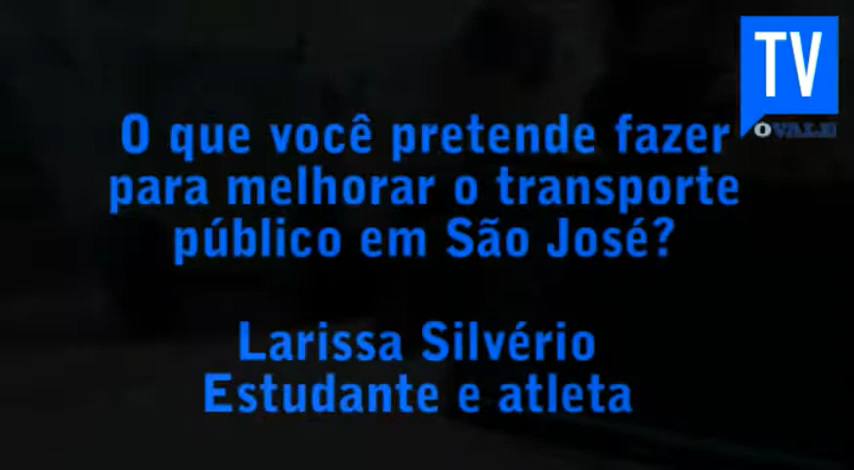 TV
OVALE
O que você pretende fazer
para melhorar o transporte
público em São José?
Larissa Silvério
Estudante e atleta